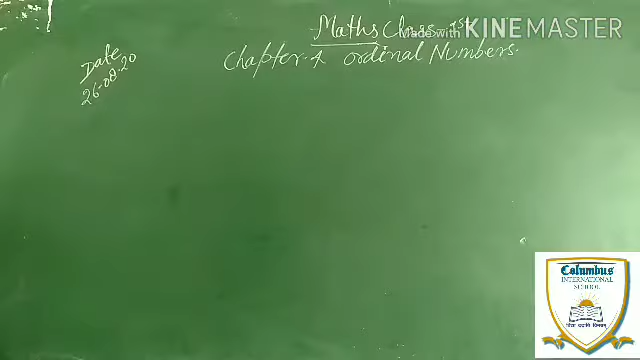 Maths Class 1st
Made with KINEMASTER
Chapter-4 ordinal Numbers.
Date
26-08-20
Columbus
INTERNATIONAL
SCHOOL